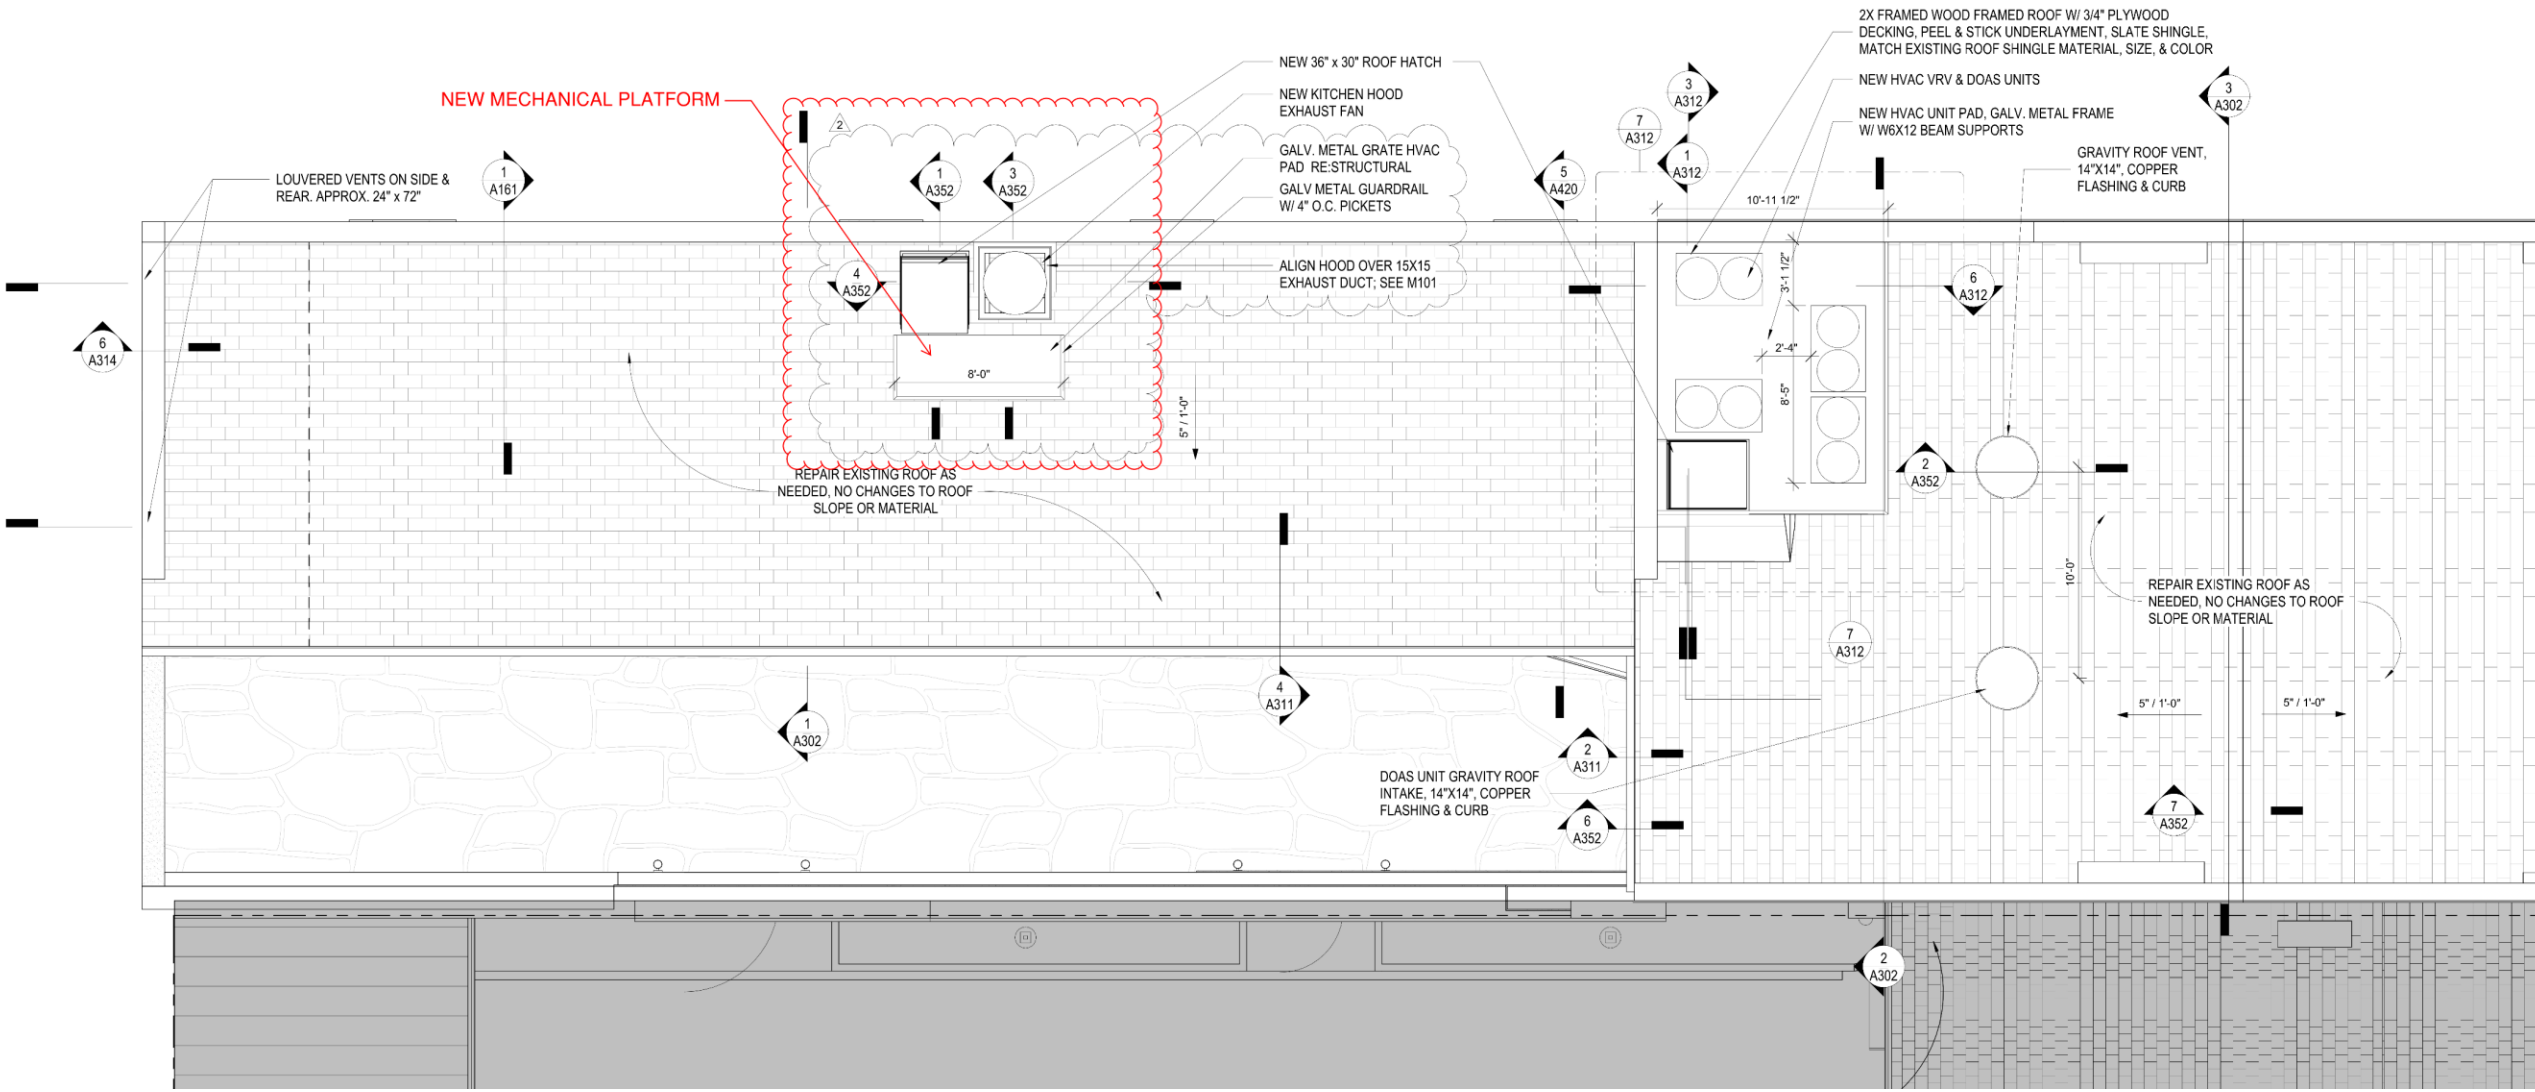 2X FRAMED WOOD FRAMED ROOF W/ 3/4" PLYWOOD
DECKING, PEEL & STICK UNDERLAYMENT, SLATE SHINGLE,
MATCH EXISTING ROOF SHINGLE MATERIAL, SIZE, & COLOR
NEW 36" x 30" ROOF HATCH
NEW HVAC VRV & DOAS UNITS
NEW MECHANICAL PLATFORM
NEW KITCHEN HOOD
EXHAUST FAN
3
A312
3
A302
NEW HVAC UNIT PAD, GALV. METAL FRAME
W/ W6X12 BEAM SUPPORTS
2
7
A312
GALV. METAL GRATE HVAC
PAD RE:STRUCTURAL
1
A312
GRAVITY ROOF VENT,
14"X14", COPPER
FLASHING & CURB
LOUVERED VENTS ON SIDE &
REAR. APPROX. 24" x 72"
1
A161
1
A352
3
A352
GALV METAL GUARDRAIL
W/ 4" O.C. PICKETS
5
A420
10'-11 1/2"
4
A352
ALIGN HOOD OVER 15X15
EXHAUST DUCT; SEE M101
3'-1 1/2"
6
A312
6
A314
2'-4"
8'-0"
8'-5"
5" / 1'-0"
REPAIR EXISTING ROOF AS
NEEDED, NO CHANGES TO ROOF
SLOPE OR MATERIAL
2
A352
10'-0"
REPAIR EXISTING ROOF AS
NEEDED, NO CHANGES TO ROOF
SLOPE OR MATERIAL
7
A312
4
A311
5" / 1'-0"
5" / 1'-0"
1
A302
2
A311
DOAS UNIT GRAVITY ROOF
INTAKE, 14"X14", COPPER
FLASHING & CURB
6
A352
7
A352
2
A302